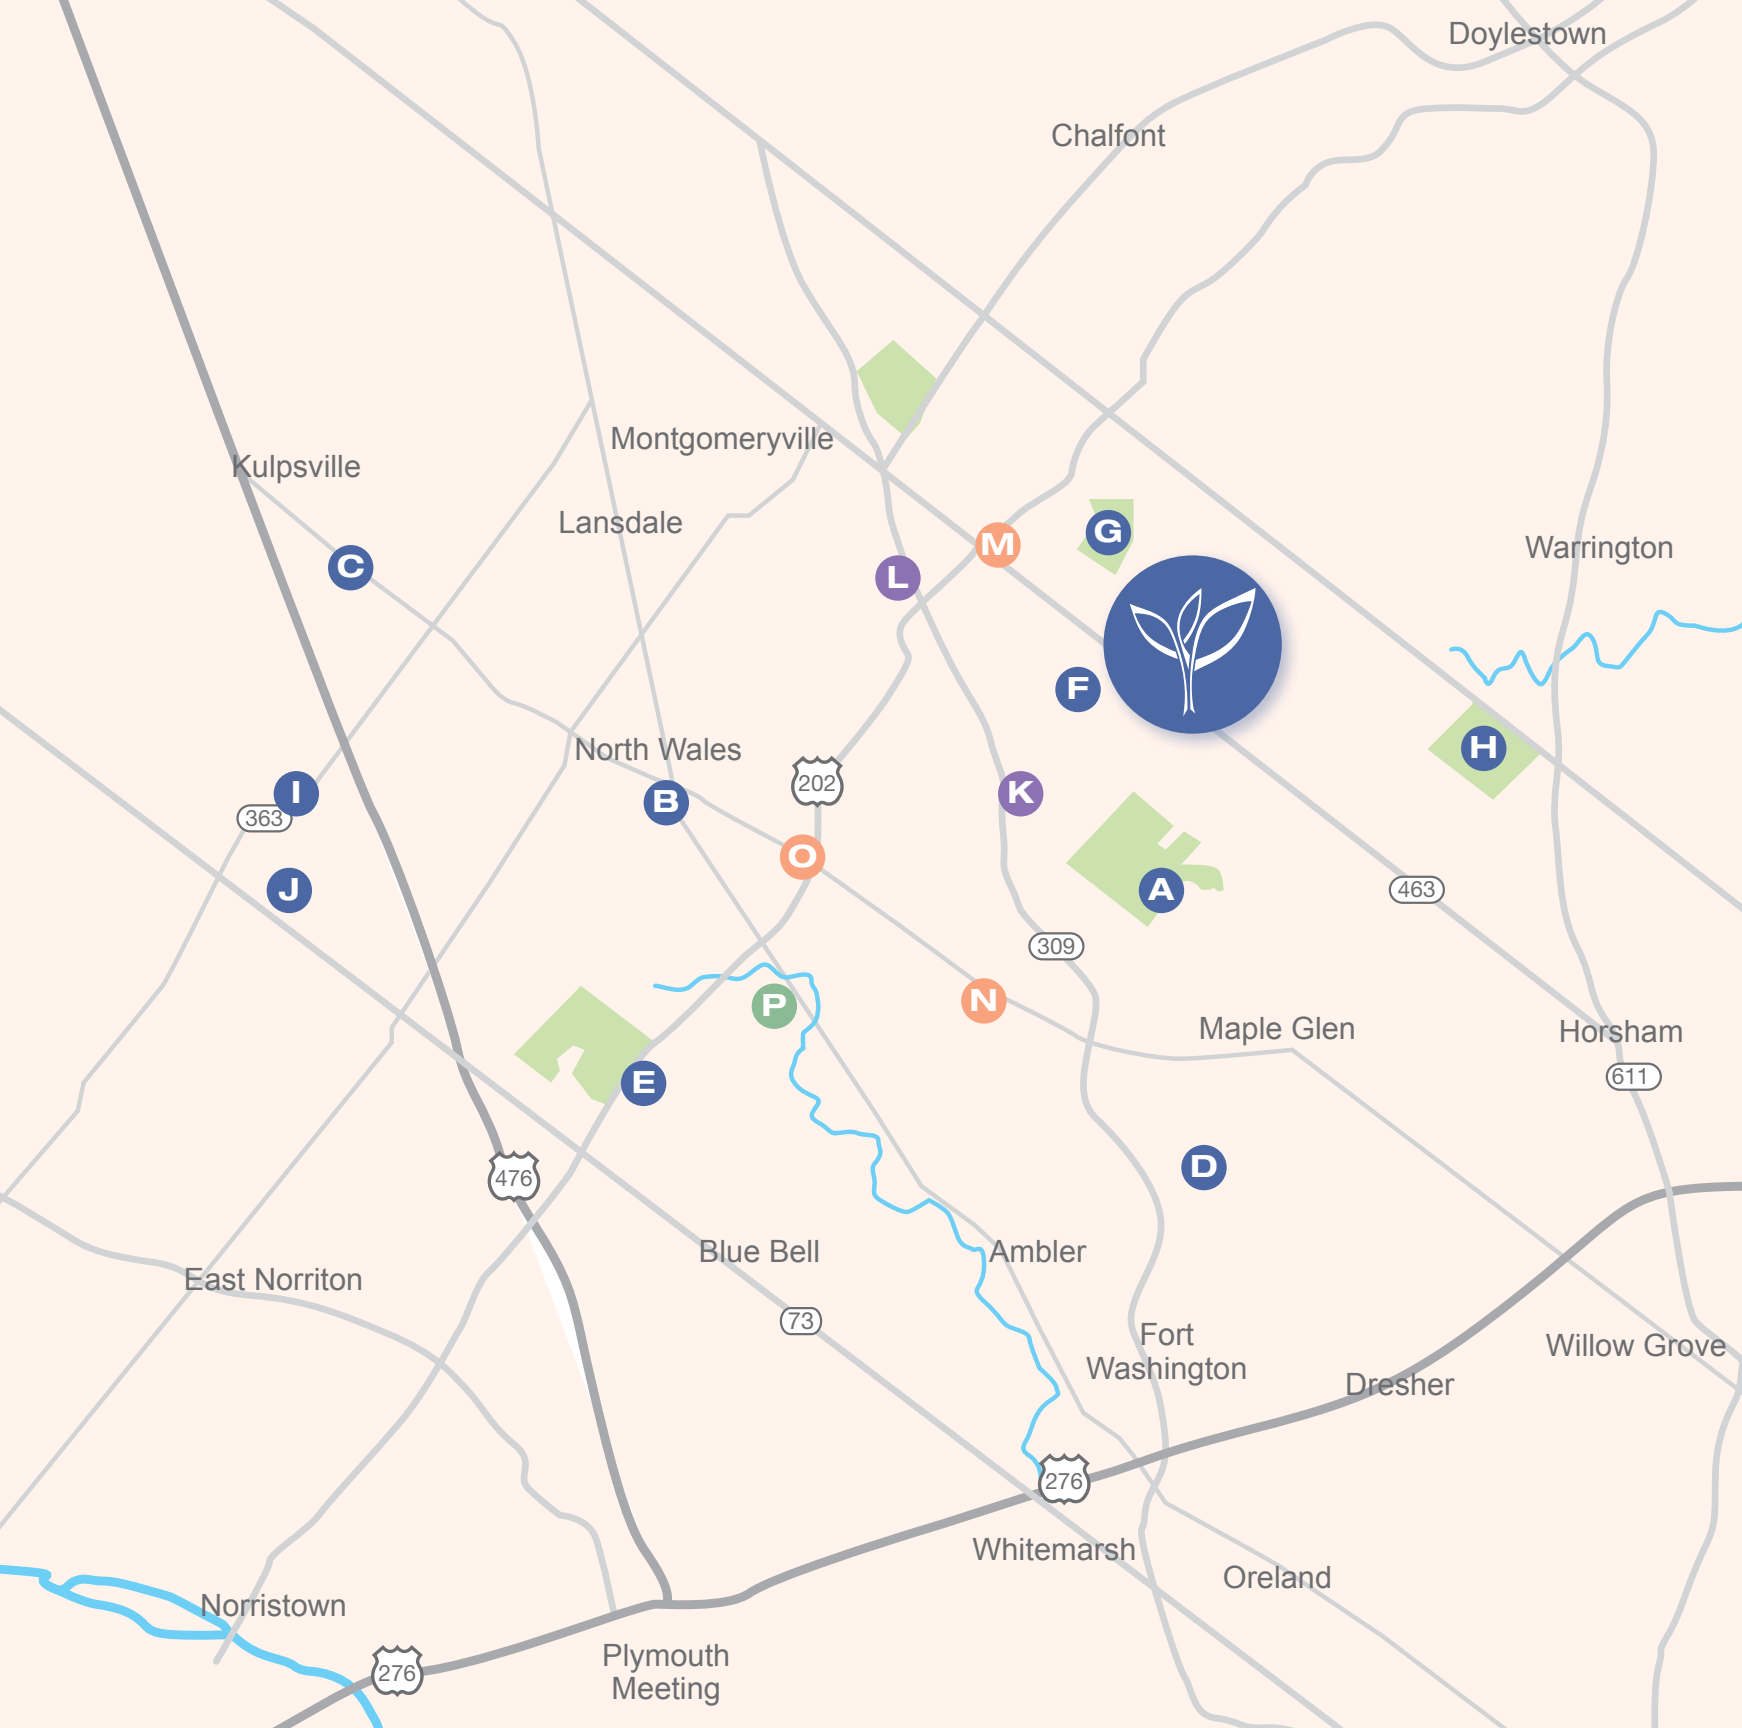 Doylestown
Chalfont
Montgomeryville
Kulpsville
Lansdale
G
M
Warrington
C
L
F
North Wales
H
202
I
B
K
363
O
J
A
463
309
N
P
Maple Glen
Horsham
611
E
D
476
Blue Bell
Ambler
East Norriton
73
Fort
Washington
Willow Grove
Dresher
276
Whitemarsh
Oreland
Norristown
Plymouth
Meeting
276